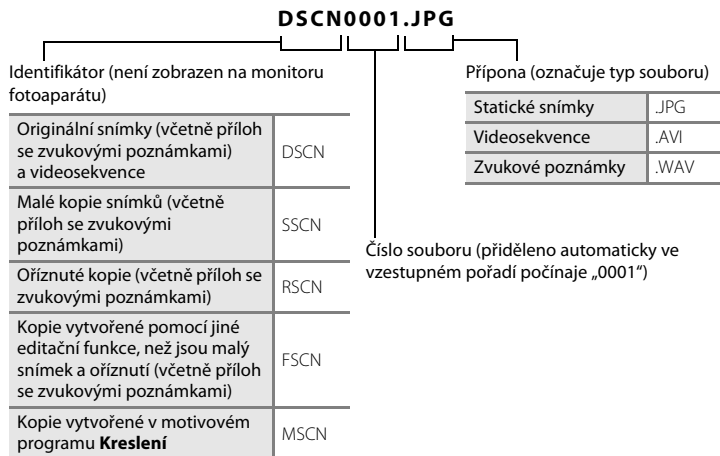 DSCN0001.JPG
Identifikátor (není zobrazen na monitoru
fotoaparátu)
Originální snímky (včetně příloh
se zvukovými poznámkami)
a videosekvence
DSCN
Malé kopie snímků (včetně
příloh se zvukovými
poznámkami)
SSCN
Oříznuté kopie (včetně příloh se
zvukovými poznámkami)
RSCN
Kopie vytvořené pomocí jiné
editační funkce, než jsou malý
snímek a oříznutí (včetně příloh
se zvukovými poznámkami)
FSCN
Kopie vytvořené v motivovém
programu Kreslení
MSCN
Přípona (označuje typ souboru)
Statické snímky .JPG
Videosekvence .AVI
Zvukové poznámky .WAV
Číslo souboru (přiděleno automaticky ve
vzestupném pořadí počínaje „0001“)